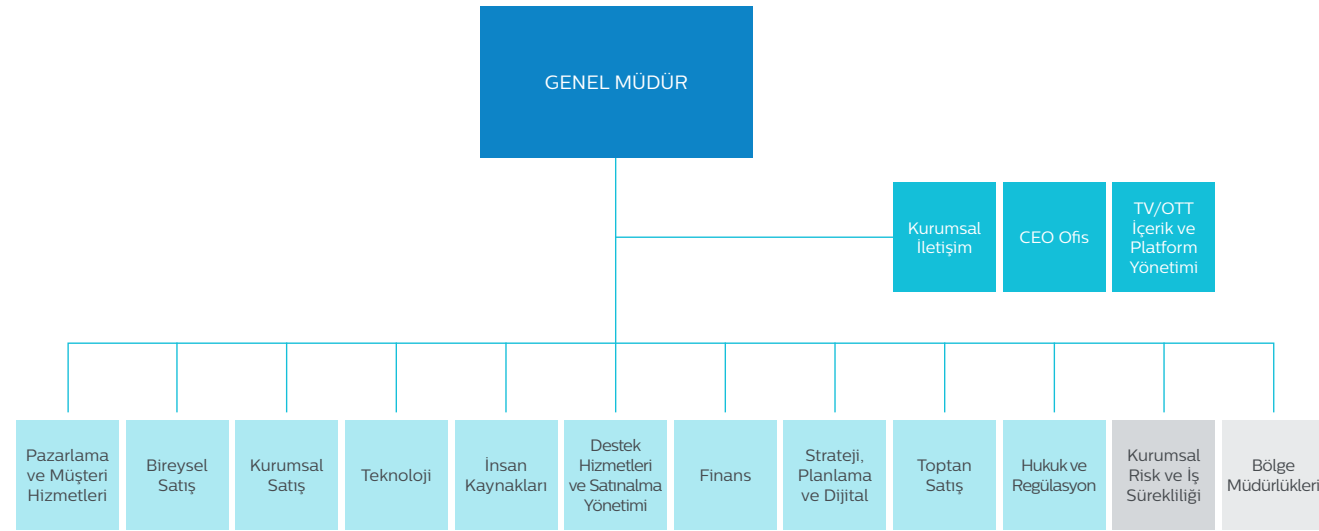 GENEL MÜDÜR
Kurumsal
İletişim
CEO Ofis
TV/OTT
İçerik ve
Platform
Yönetimi
Pazarlama
ve Müşteri
Hizmetleri
Bireysel
Satış
Kurumsal
Satış
Teknoloji
İnsan
Kaynakları
Destek
Hizmetleri
ve Satınalma
Yönetimi
Finans
Strateji,
Planlama
ve Dijital
Toptan
Satış
Hukuk ve
Regülasyon
Kurumsal
Risk ve İş
Sürekliliği
Bölge
Müdürlükleri